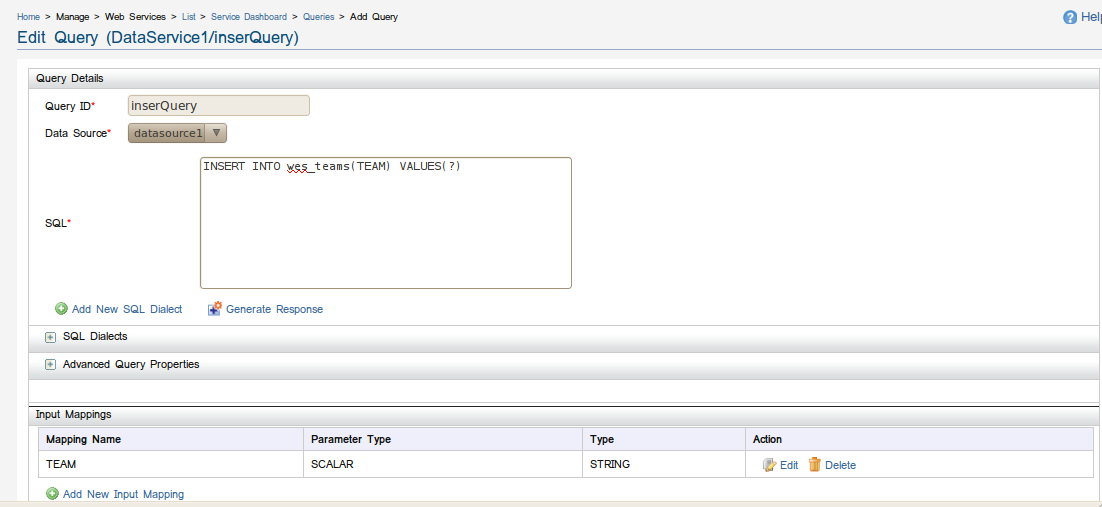 Home > Manage > Web Services > List > Service Dashboard > Queries > Add Query
Help
Edit Query (DataService1/inserQuery)
Query Details
Query ID* inserQuery
Data Source* datasource1
INSERT INTO wes_teams(TEAM) VALUES(?)
SQL*
Add New SQL Dialect Generate Response
SQL Dialects
Advanced Query Properties
Input Mappings
Mapping Name Parameter Type Type Action
TEAM SCALAR STRING Edit Delete
Add New Input Mapping